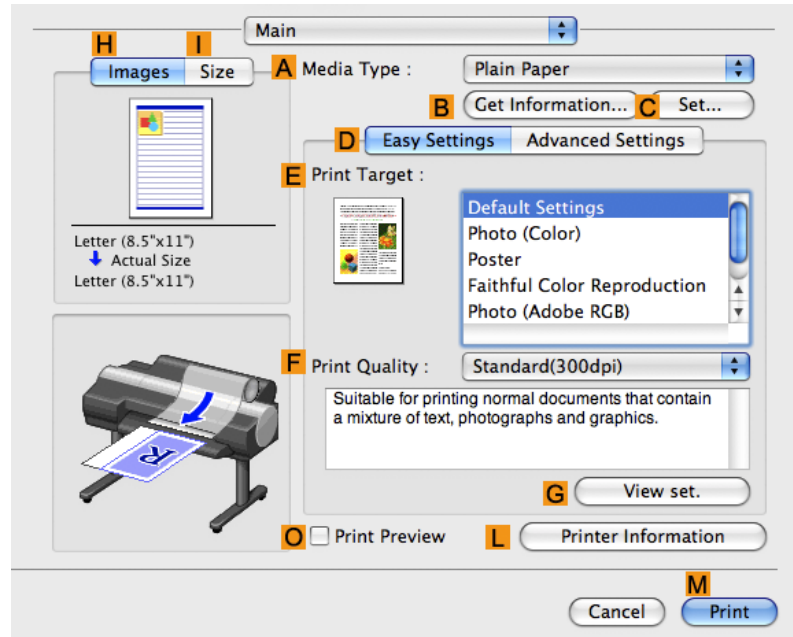 Main
H
I
Images
Size
A
Media Type :
Plain Paper
B
Get Information...
C
Set...
D
Easy Settings
Advanced Settings
E
Print Target :
Default Settings
Photo (Color)
Poster
Faithful Color Reproduction
Photo (Adobe RGB)
Letter (8.5"x11")
Actual Size
Letter (8.5"x11")
F
Print Quality :
Standard(300dpi)
Suitable for printing normal documents that contain
a mixture of text, photographs and graphics.
R
G
View set.
O
Print Preview
L
Printer Information
M
Cancel
Print